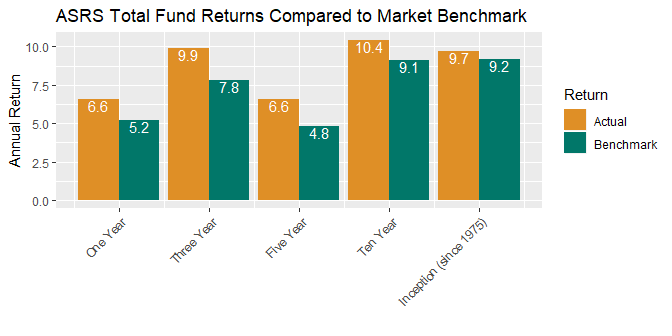 ASRS Total Fund Returns Compared to Market Benchmark
Annual Return
10.0
7.5
5.0
2.5
0.0
6.6
5.2
9.9
7.8
6.6
4.8
10.4
9.1
9.7
9.2
One Year
Three Year
Five Year
Ten Year
Inception (since 1975)
Return
Actual
Benchmark